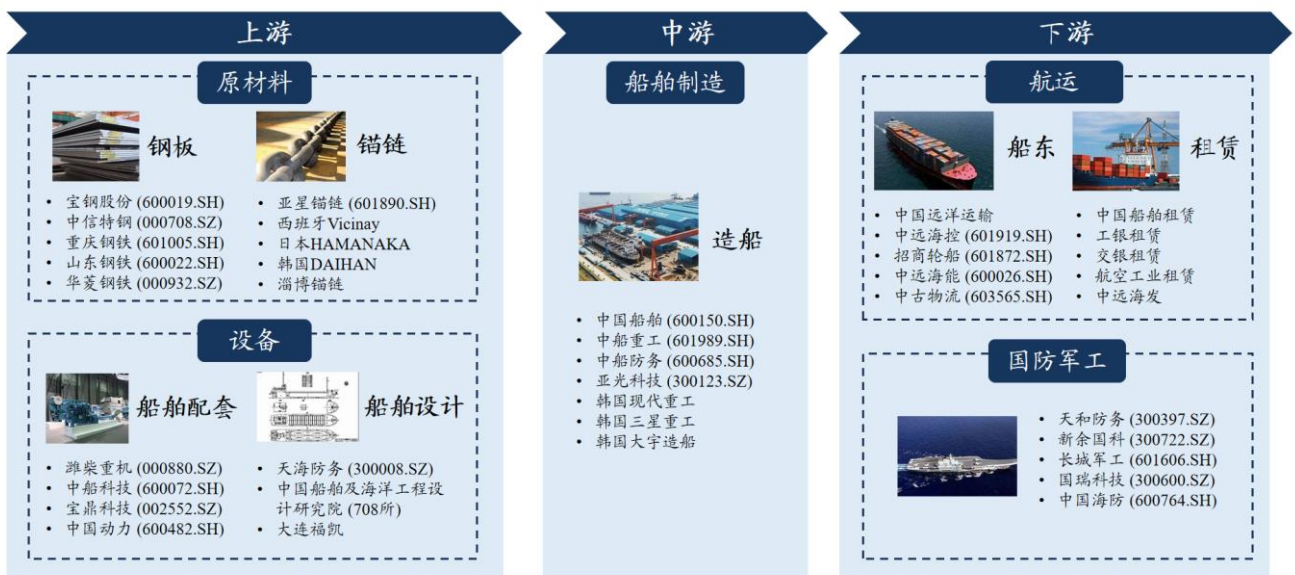 上游
原材料
钢板
• 宝钢股份 (600019.SH)
• 中信特钢 (000708.SZ)
• 重庆钢铁 (601005.SH)
• 山东钢铁 (600022.SH)
• 华菱钢铁 (000932.SZ)
锚链
• 亚星锚链 (601890.SH)
• 西班牙Vicinay
• 日本HAMANAKA
• 韩国DAIHAN
• 淄博锚链
设备
船舶配套
• 潍柴重机 (000880.SZ)
• 中船科技 (600072.SH)
• 宝鼎科技 (002552.SZ)
• 中国动力 (600482.SH)
船舶设计
• 天海防务 (300008.SZ)
• 中国船舶及海洋工程设
计研究院 (708所)
• 大连福凯
中游
船舶制造
造船
• 中国船舶 (600150.SH)
• 中船重工 (601989.SH)
• 中船防务 (600685.SH)
• 亚光科技 (300123.SZ)
• 韩国现代重工
• 韩国三星重工
• 韩国大宇造船
下游
航运
船东
• 中国远洋运输
• 中远海控 (601919.SH)
• 招商轮船 (601872.SH)
• 中远海能 (600026.SH)
• 中古物流 (603565.SH)
租赁
• 中国船舶租赁
• 工银租赁
• 交银租赁
• 航空工业租赁
• 中远海发
国防军工
• 天和防务 (300397.SZ)
• 新余国科 (300722.SZ)
• 长城军工 (601606.SH)
• 国瑞科技 (300600.SZ)
• 中国海防 (600764.SH)